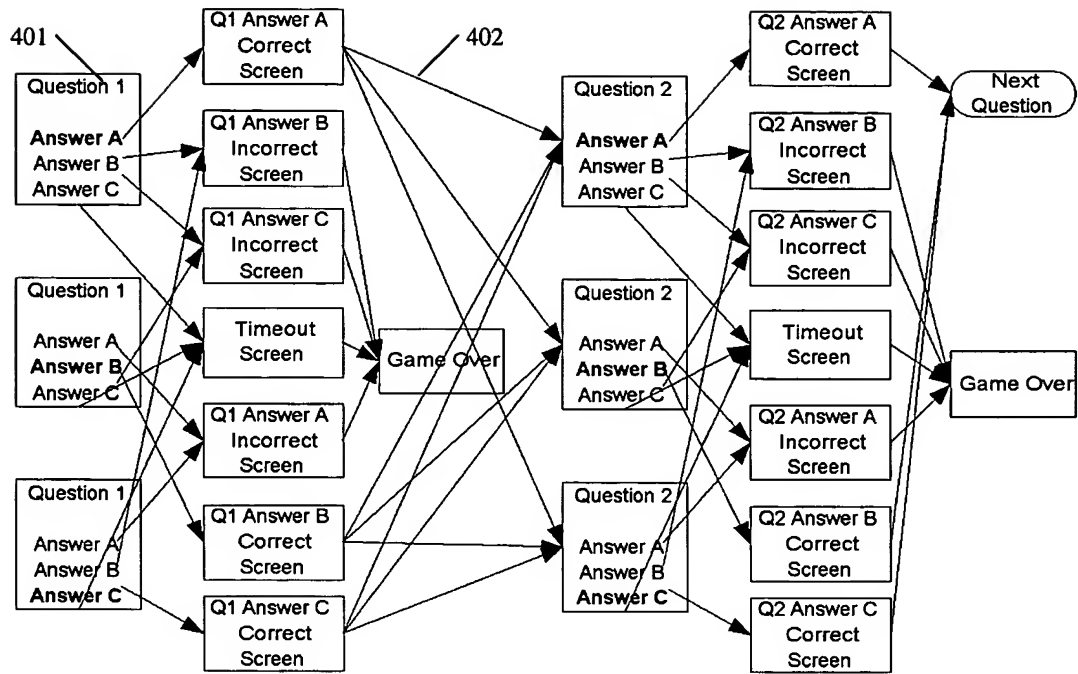 401
Question 1
Answer A
Answer B
Answer C
Question 1
Answer A
Answer B
Answer C
Question 1
Answer A
Answer B
Answer C
Q1 Answer A
Correct
Screen
Q1 Answer B
Incorrect
Screen
Q1 Answer C
Incorrect
Screen
Timeout
Screen
Q1 Answer A
Incorrect
Screen
Q1 Answer B
Correct
Screen
Q1 Answer C
Correct
Screen
Game Over
402
Question 2
Answer A
Answer B
Answer C
Question 2
Answer A
Answer B
Answer C
Question 2
Answer A
Answer B
Answer C
Q2 Answer A
Correct
Screen
Q2 Answer B
Incorrect
Screen
Q2 Answer C
Incorrect
Screen
Timeout
Screen
Q2 Answer A
Incorrect
Screen
Q2 Answer B
Correct
Screen
Q2 Answer C
Correct
Screen
Next
Question
Game Over